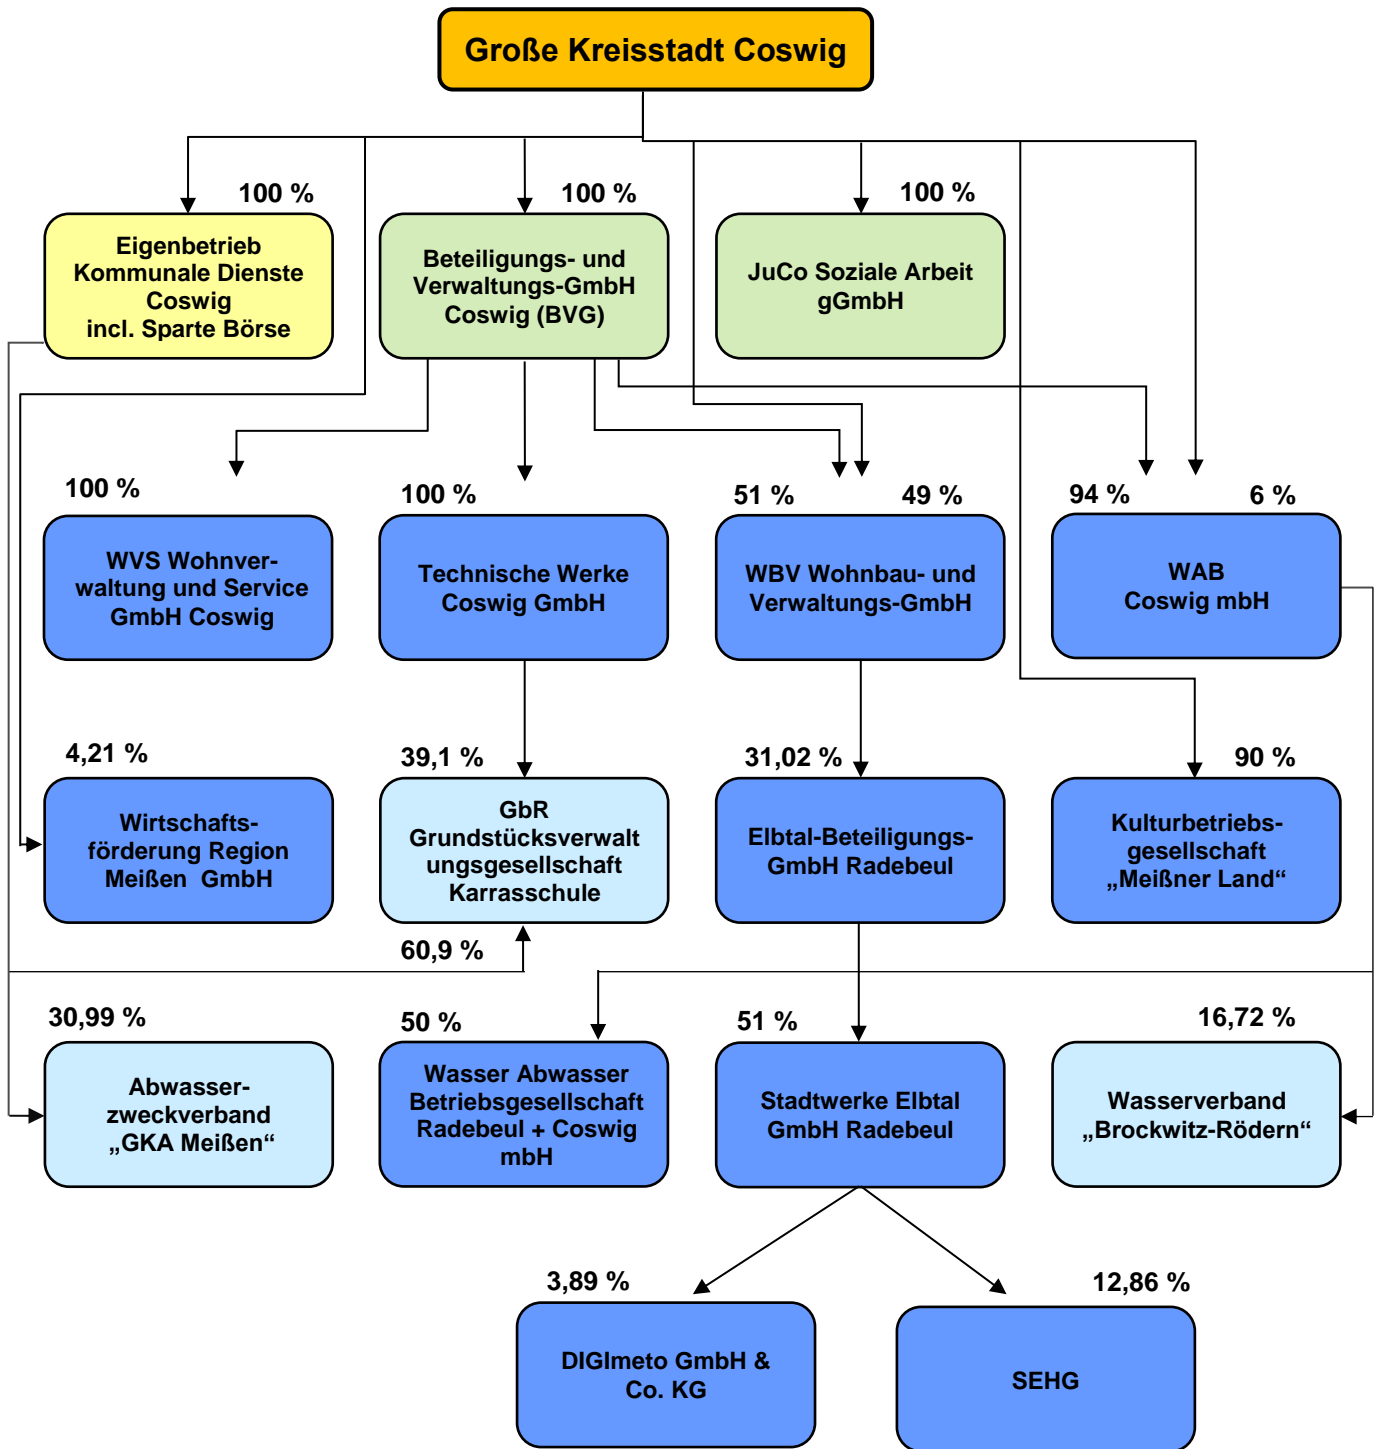 Große Kreisstadt Coswig
100 %
100 %
100 %
Eigenbetrieb
Kommunale Dienste
Coswig
incl. Sparte Börse
Beteiligungs- und
Verwaltungs-GmbH
Coswig (BVG)
JuCo Soziale Arbeit
gGmbH
100 %
100 %
51 %
49 %
94 %
6 %
WVS Wohnver-
waltung und Service
GmbH Coswig
Technische Werke
Coswig GmbH
WBV Wohnbau- und
Verwaltungs-GmbH
WAB
Coswig mbH
4,21 %
39,1 %
31,02 %
90 %
Wirtschafts-
förderung Region
Meißen GmbH
GbR
Grundstücksverwalt
ungsgesellschaft
Karrasschule
Elbtal-Beteiligungs-
GmbH Radebeul
Kulturbetriebs-
gesellschaft
„Meißner Land“
60,9 %
30,99 %
50 %
51 %
16,72 %
Abwasser-
zweckverband
„GKA Meißen“
Wasser Abwasser
Betriebsgesellschaft
Radebeul + Coswig
mbH
Stadtwerke Elbtal
GmbH Radebeul
Wasserverband
„Brockwitz-Rödern“
3,89 %
12,86 %
DIGImeto GmbH &
Co. KG
SEHG